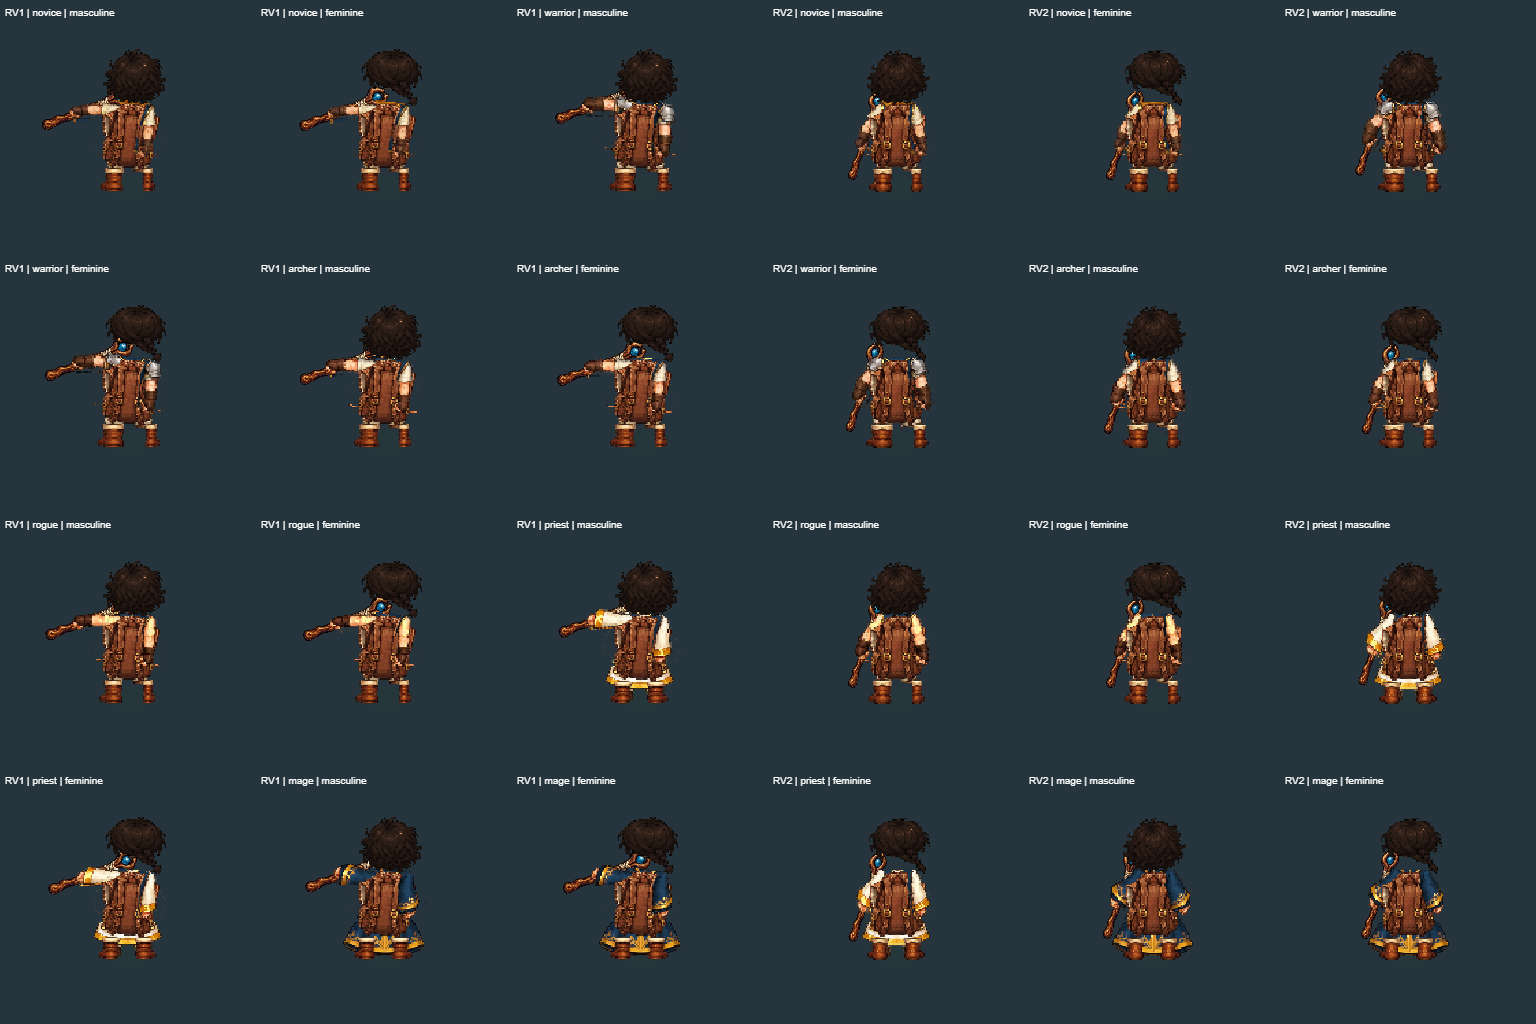 RV1 | novice | masculine
RV1 | novice | feminine
RV1 | warrior | masculine
RV2 | novice | masculine
RV2 | novice | feminine
RV2 | warrior | masculine
RV1 | warrior | feminine
RV1 | archer | masculine
RV1 | archer | feminine
RV2 | warrior | feminine
RV2 | archer | masculine
RV2 | archer | feminine
RV1 | rogue | masculine
RV1 | rogue | feminine
RV1 | priest | masculine
RV2 | rogue | masculine
RV2 | rogue | feminine
RV2 | priest | masculine
RV1 | priest | feminine
RV1 | mage | masculine
RV1 | mage | feminine
RV2 | priest | feminine
RV2 | mage | masculine
RV2 | mage | feminine